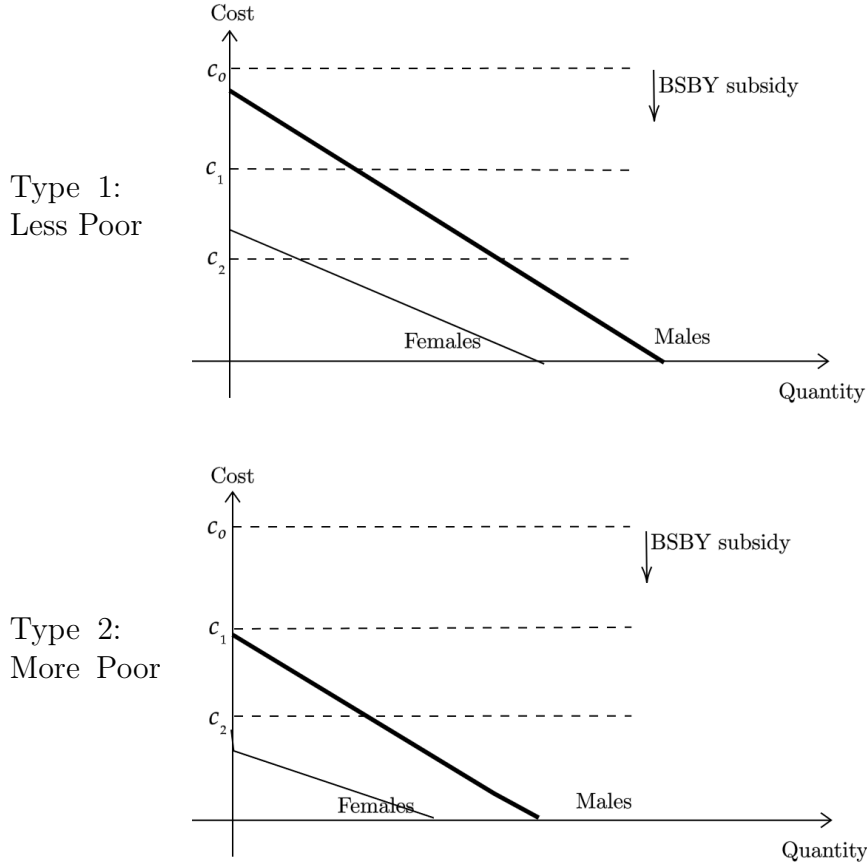 Cost
c₀
BSBY subsidy
c₁
Type 1:
Less Poor
c₂
Females
Males
Quantity
Cost
c₀
BSBY subsidy
Type 2:
More Poor
c₁
c₂
Females
Males
Quantity